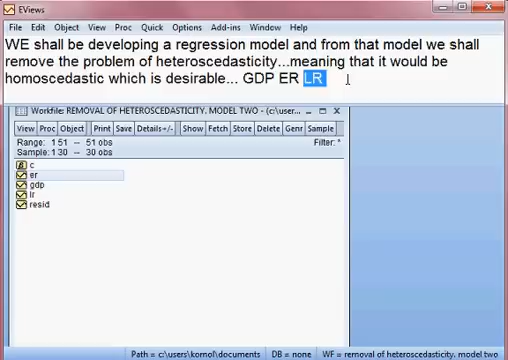 EViews
File Edit Object View Proc Quick Options Add-ins Window Help
WE shall be developing a regression model and from that model we shall
remove the problem of heteroscedasticity...meaning that it would be
homoscedastic which is desirable... GDP ER LR
Workfile: REMOVAL OF HETEROSCEDASTICITY. MODEL TWO - (c:\user...
View Proc Object Print Save Details+/- Show Fetch Store Delete Genr Sample
Range: 1 51 -- 51 obs Filter: *
Sample: 1 30 -- 30 obs
c
er
gdp
lr
resid
Path = c:\users\komol\documents DB = none WF = removal of heteroscedasticity. model two